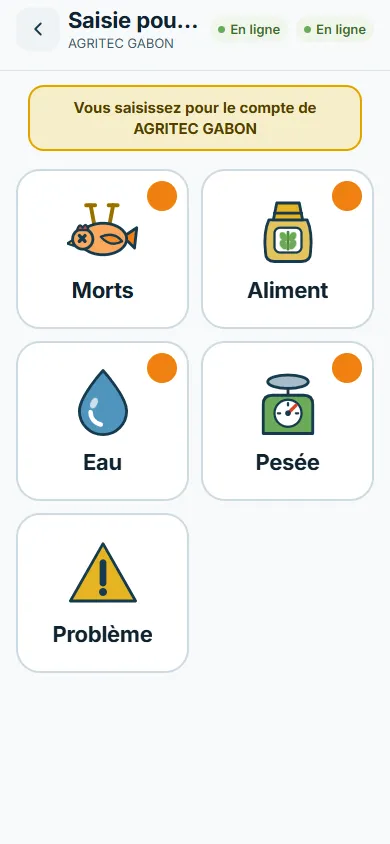 Saisie pou...
AGRITEC GABON
En ligne
En ligne
Vous saisissez pour le compte de
AGRITEC GABON
Morts
Aliment
Eau
Pesée
Problème